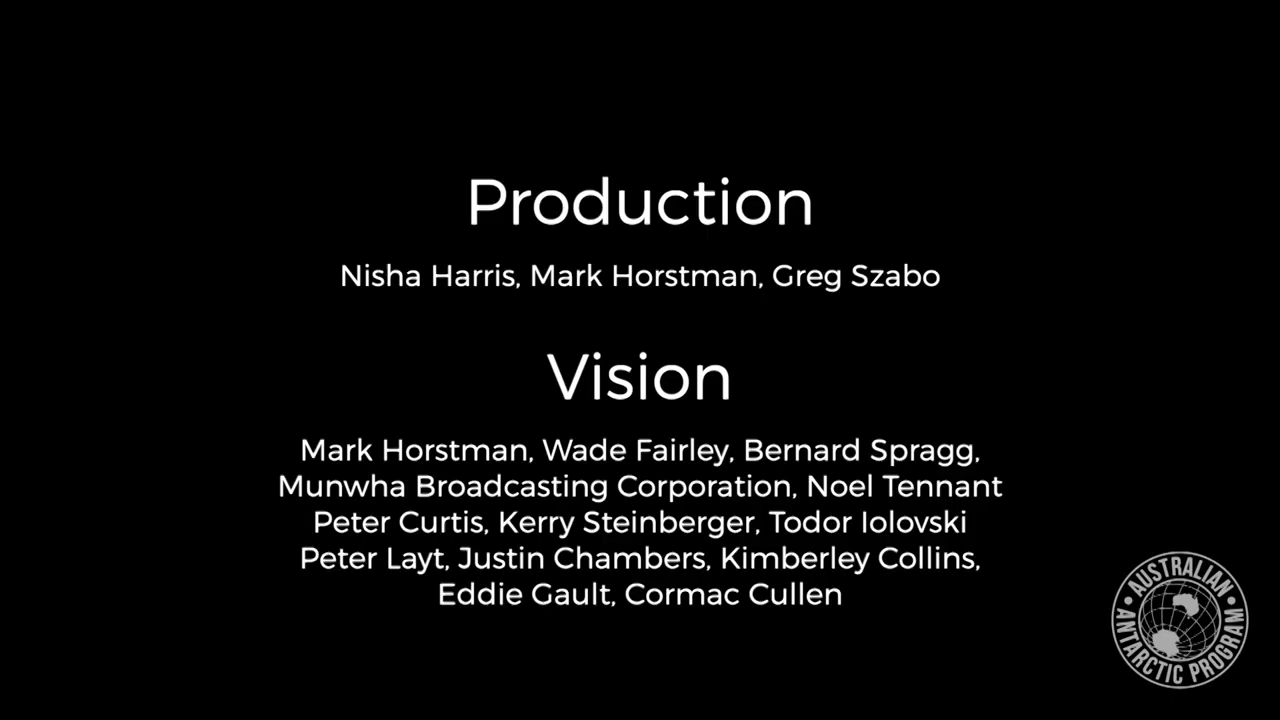 Production
Nisha Harris, Mark Horstman, Greg Szabo
Vision
Mark Horstman, Wade Fairley, Bernard Spragg,
Munwha Broadcasting Corporation, Noel Tennant
Peter Curtis, Kerry Steinberger, Todor Iolovski
Peter Layt, Justin Chambers, Kimberley Collins,
Eddie Gault, Cormac Cullen
AUSTRALIAN
ANTARCTIC PROGRAM